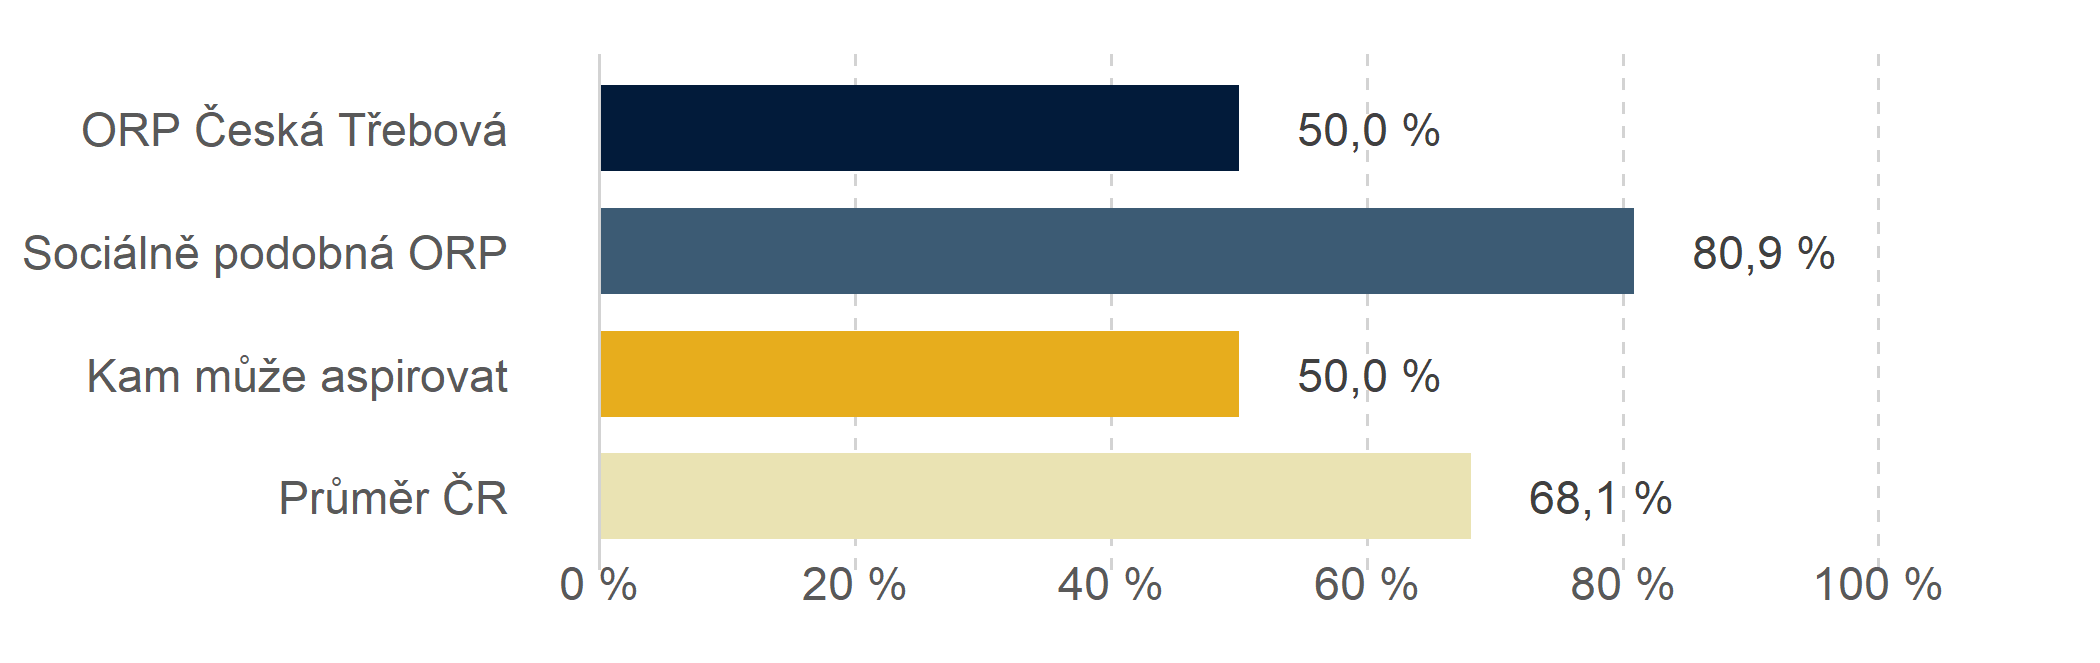 ORP Česká Třebová
50,0 %
Sociálně podobná ORP
80,9 %
Kam může aspirovat
50,0 %
Průměr ČR
68,1 %
0 %
20 %
40 %
60 %
80 %
100 %